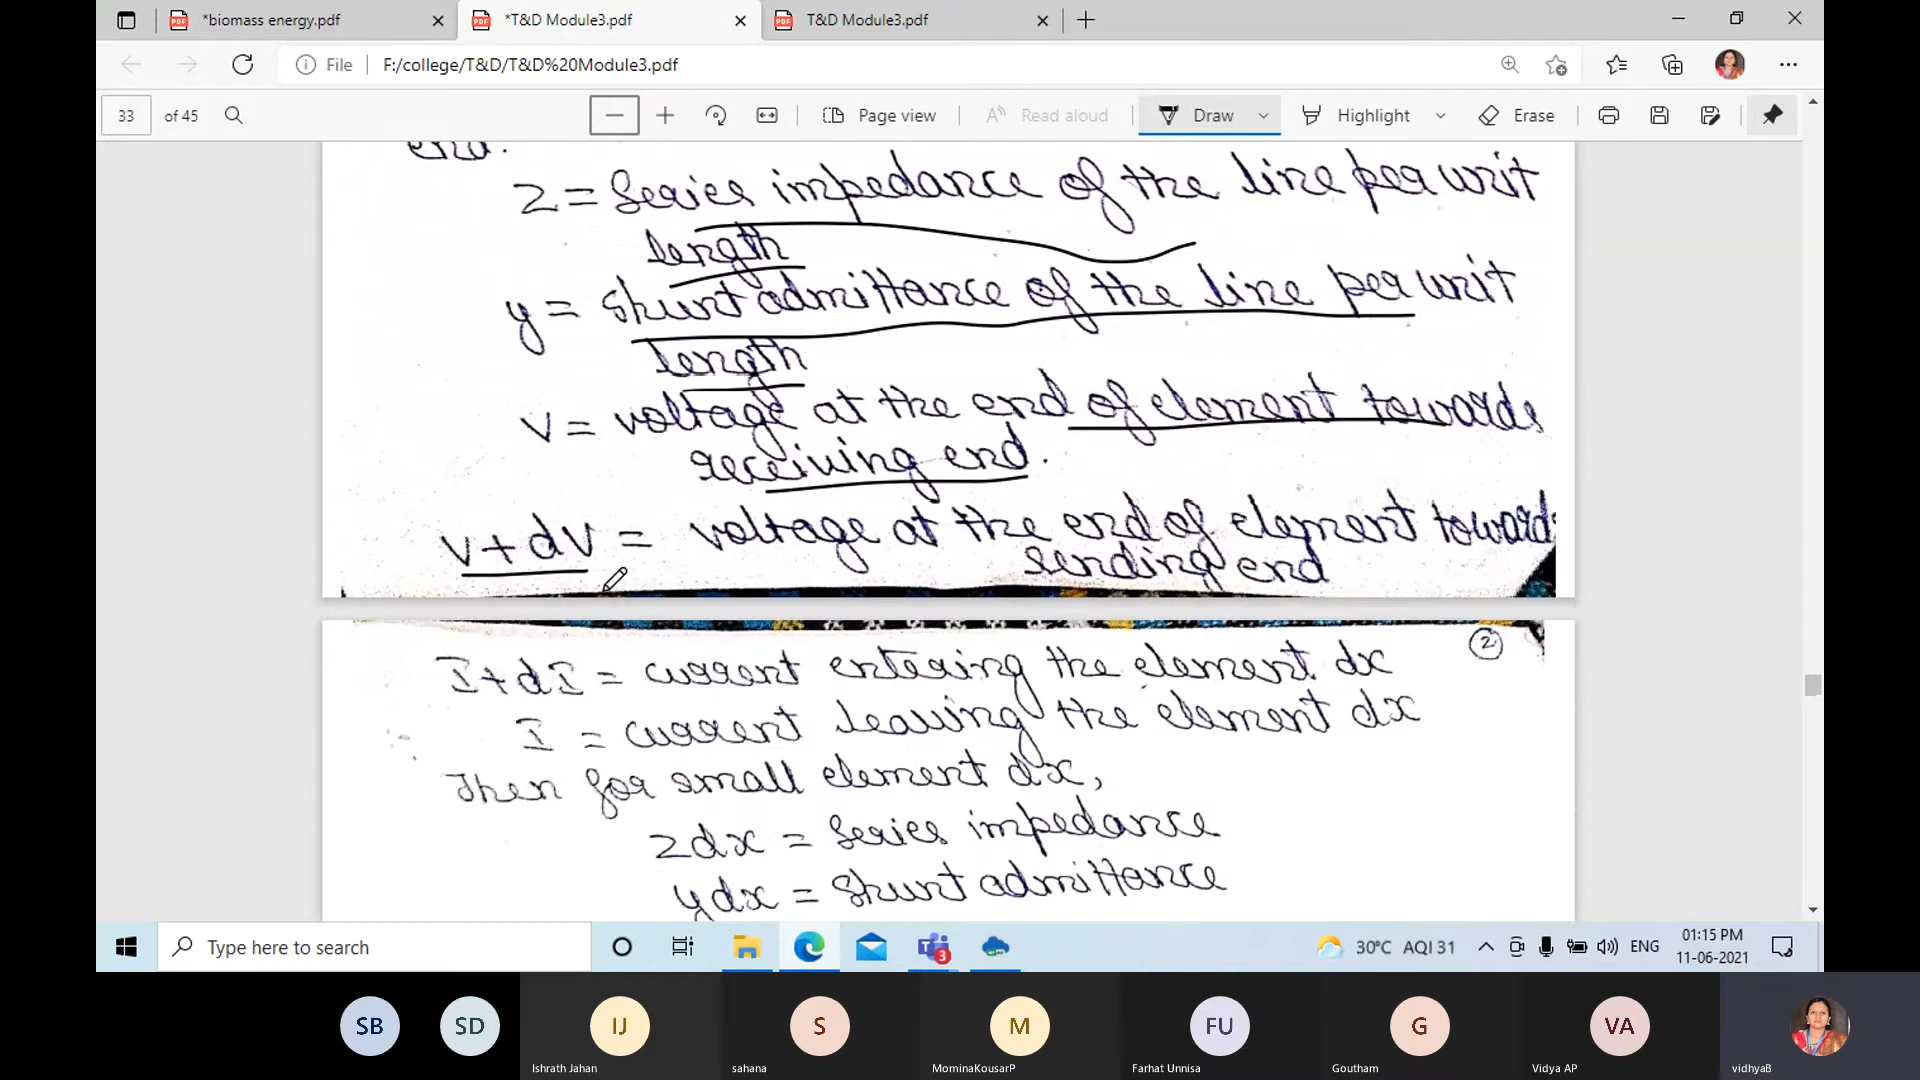 *biomass energy.pdf
*T&D Module3.pdf
T&D Module3.pdf
File
F:/college/T&D/T&D%20Module3.pdf
33 of 45
Page view
Read aloud
Draw
Highlight
Erase
end.
Z = Series impedance of the line per unit
length
y = Shunt admittance of the line per unit
length
V = voltage at the end of element towards
receiving end.
V + dV = voltage at the end of element toward
sending end
2
I + dI = current entering the element dx
I = current leaving the element dx
Then for small element dx,
Zdx = Series impedance
ydx = Shunt admittance
Type here to search
3
30°C AQI 31
ENG
01:15 PM
11-06-2021
SB
SD
IJ
S
M
FU
G
VA
Ishrath Jahan
sahana
MominaKousarP
Farhat Unnisa
Goutham
Vidya AP
vidhyaB